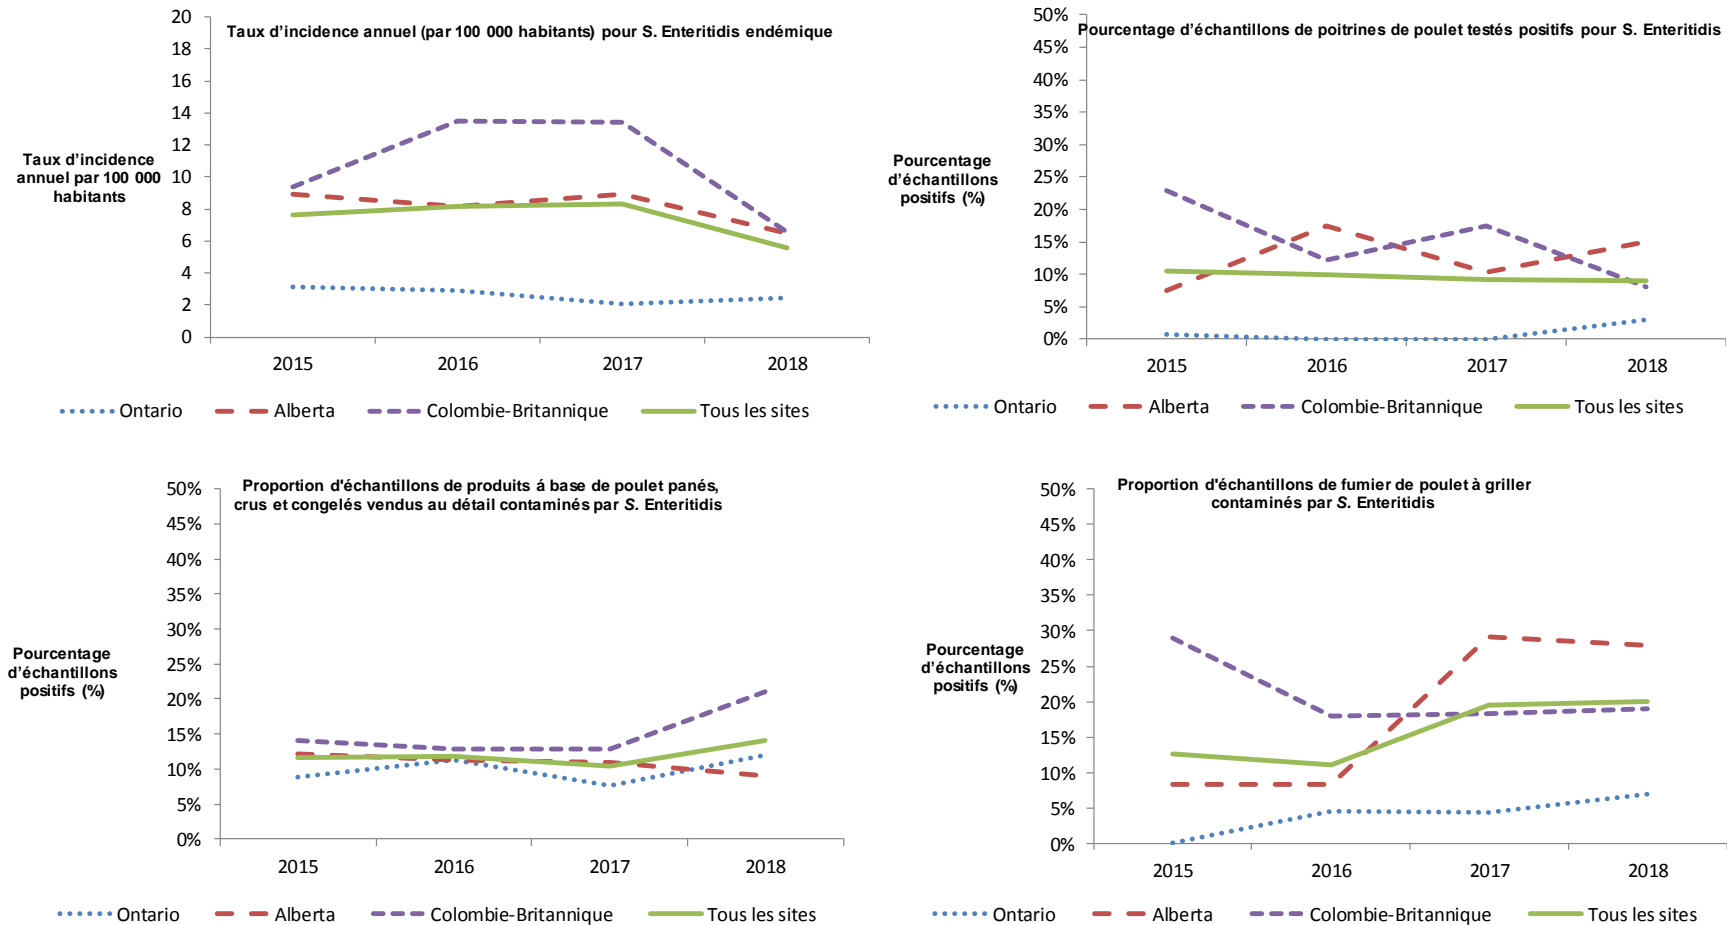 Taux d'incidence annuel (par 100 000 habitants) pour S. Enteritidis endémique
Taux d'incidence
annuel par 100 000
habitants
20
18
16
14
12
10
8
6
4
2
0
2015 2016 2017 2018
Ontario Alberta Colombie-Britannique Tous les sites
Pourcentage d'échantillons de poitrines de poulet testés positifs pour S. Enteritidis
Pourcentage
d'échantillons
positifs (%)
50%
45%
40%
35%
30%
25%
20%
15%
10%
5%
0%
2015 2016 2017 2018
Ontario Alberta Colombie-Britannique Tous les sites
Proportion d'échantillons de produits á base de poulet panés,
crus et congelés vendus au détail contaminés par S. Enteritidis
Pourcentage
d'échantillons
positifs (%)
50%
45%
40%
35%
30%
25%
20%
15%
10%
5%
0%
2015 2016 2017 2018
Ontario Alberta Colombie-Britannique Tous les sites
Proportion d'échantillons de fumier de poulet à griller
contaminés par S. Enteritidis
Pourcentage
d'échantillons
positifs (%)
50%
45%
40%
35%
30%
25%
20%
15%
10%
5%
0%
2015 2016 2017 2018
Ontario Alberta Colombie-Britannique Tous les sites